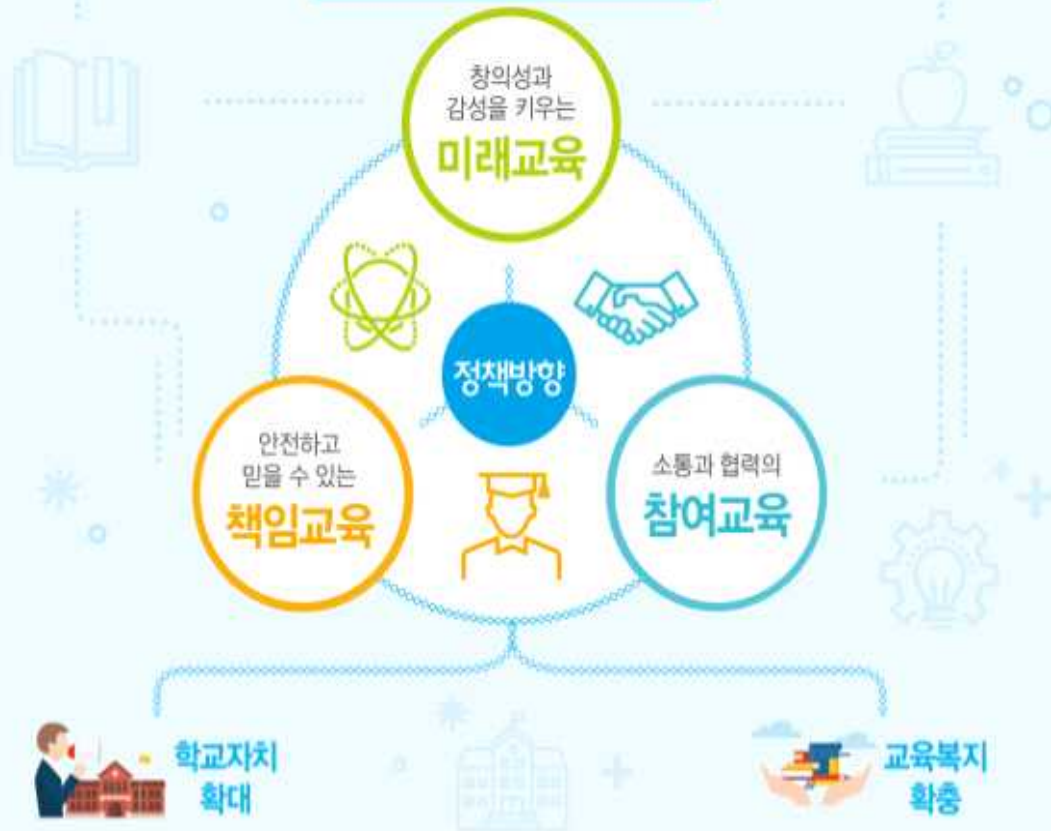 창의성과
감성을 키우는
미래교육
정책방향
안전하고
믿을 수 있는
책임교육
소통과 협력의
참여교육
학교자치
확대
교육복지
확충